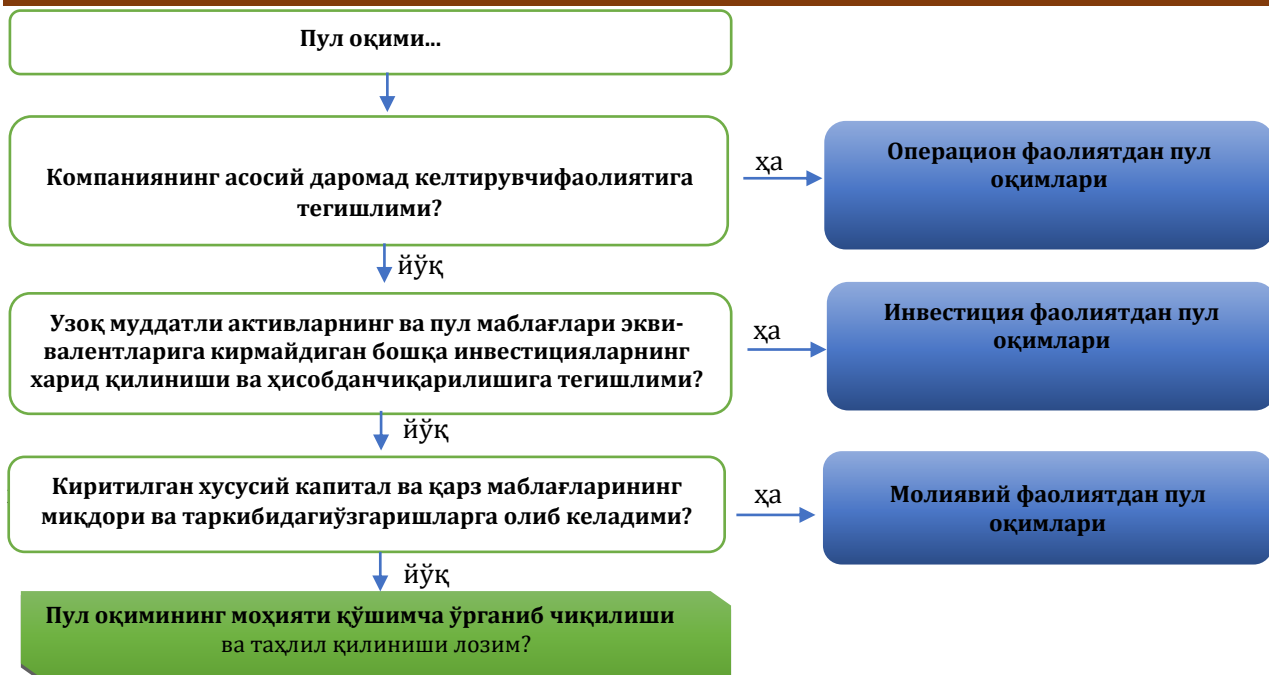 Пул оқими...
Компаниянинг асосий даромад келтирувчифаолиятига
тегишлими?
ҳа
Операцион фаолиятдан пул
оқимлари
йўқ
Узоқ муддатли активларнинг ва пул маблағлари экви-
валентларига кирмайдиган бошқа инвестицияларнинг
харид қилиниши ва ҳисобданчиқарилишига тегишлими?
ҳа
Инвестиция фаолиятдан пул
оқимлари
йўқ
Киритилган хусусий капитал ва қарз маблағларининг
миқдори ва таркибидагиўзгаришларга олиб келадими?
ҳа
Молиявий фаолиятдан пул
оқимлари
йўқ
Пул оқимининг моҳияти қўшимча ўрганиб чиқилиши
ва таҳлил қилиниши лозим?